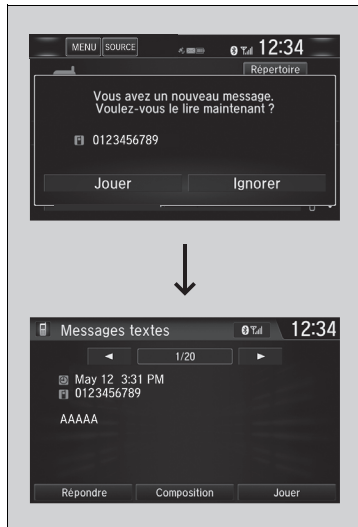 MENU SOURCE 12:34
Répertoire
Vous avez un nouveau message.
Voulez-vous le lire maintenant ?
0123456789
Jouer Ignorer
Messages textes 12:34
1/20
May 12 3:31 PM
0123456789
AAAAA
Répondre Composition Jouer